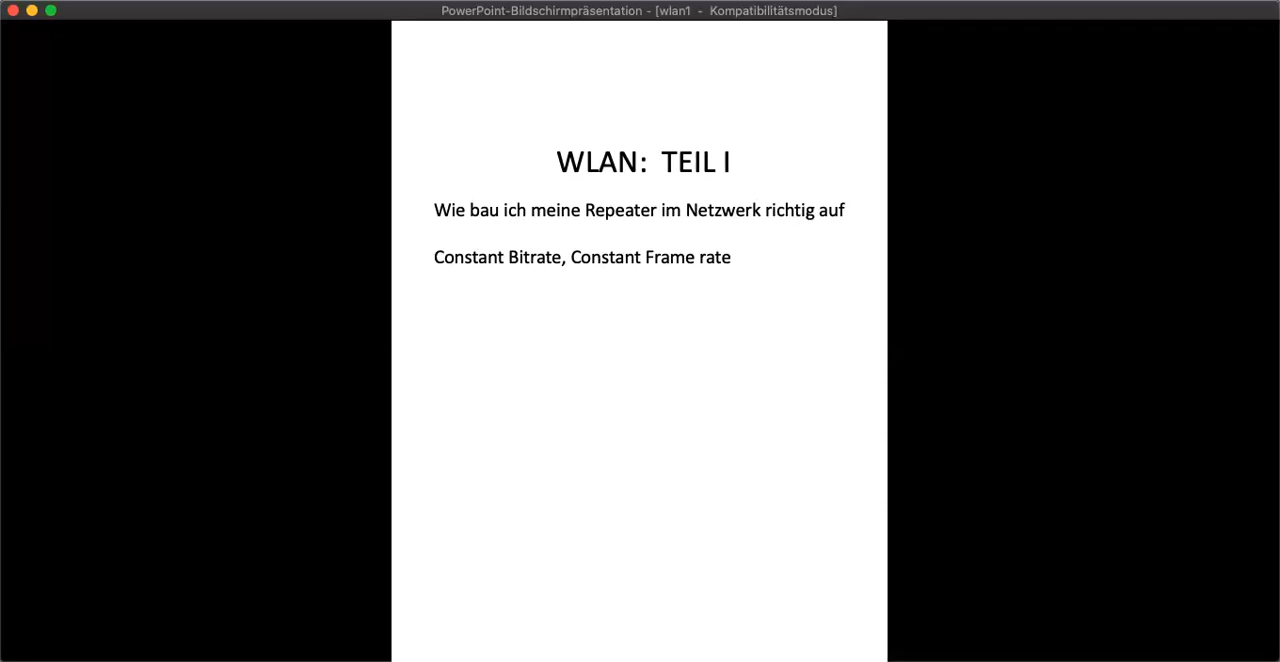 PowerPoint-Bildschirmpräsentation - [wlan1 - Kompatibilitätsmodus]
WLAN: TEIL I
Wie bau ich meine Repeater im Netzwerk richtig auf
Constant Bitrate, Constant Frame rate